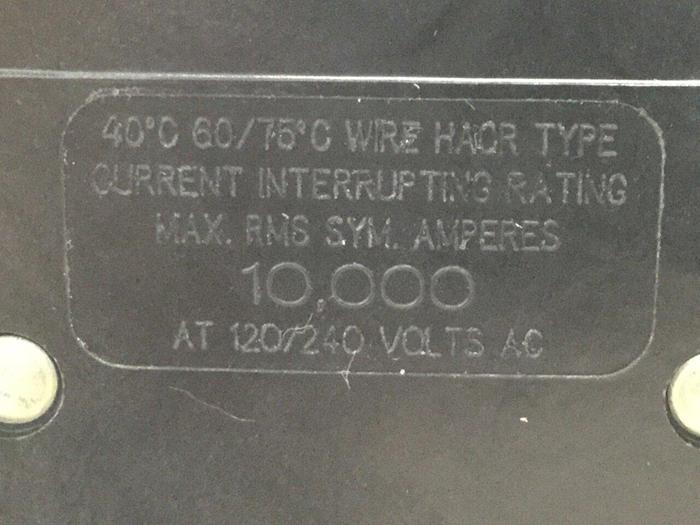 40°C 60/75°C WIRE HACR TYPE
CURRENT INTERRUPTING RATING
MAX. RMS SYM. AMPERES
10,000
AT 120/240 VOLTS AC